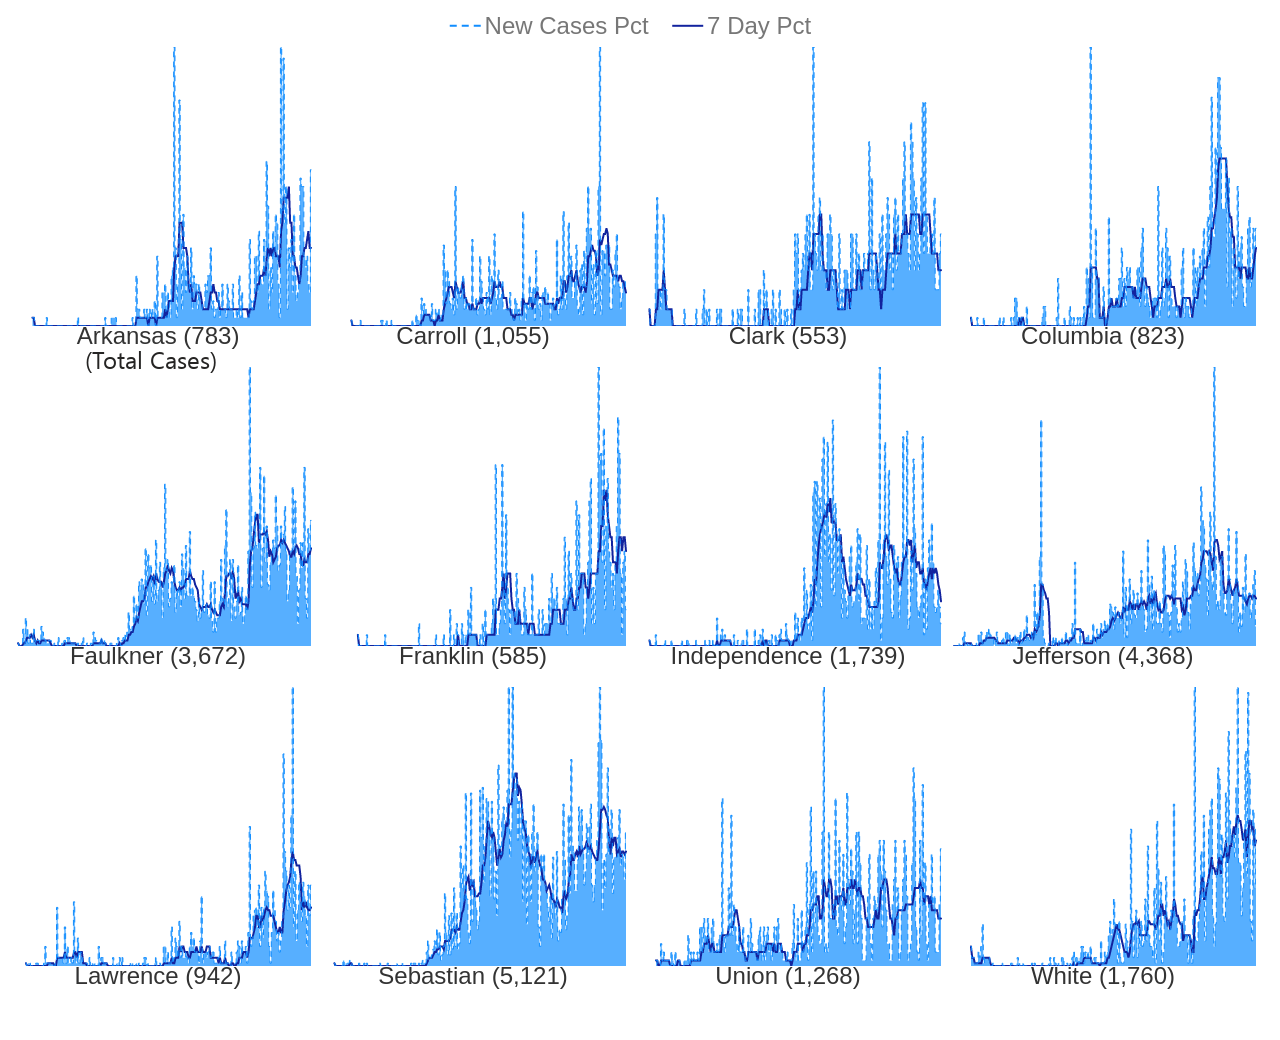 New Cases Pct 7 Day Pct
Arkansas (783) Carroll (1,055) Clark (553) Columbia (823)
(Total Cases)
Faulkner (3,672) Franklin (585) Independence (1,739) Jefferson (4,368)
Lawrence (942) Sebastian (5,121) Union (1,268) White (1,760)